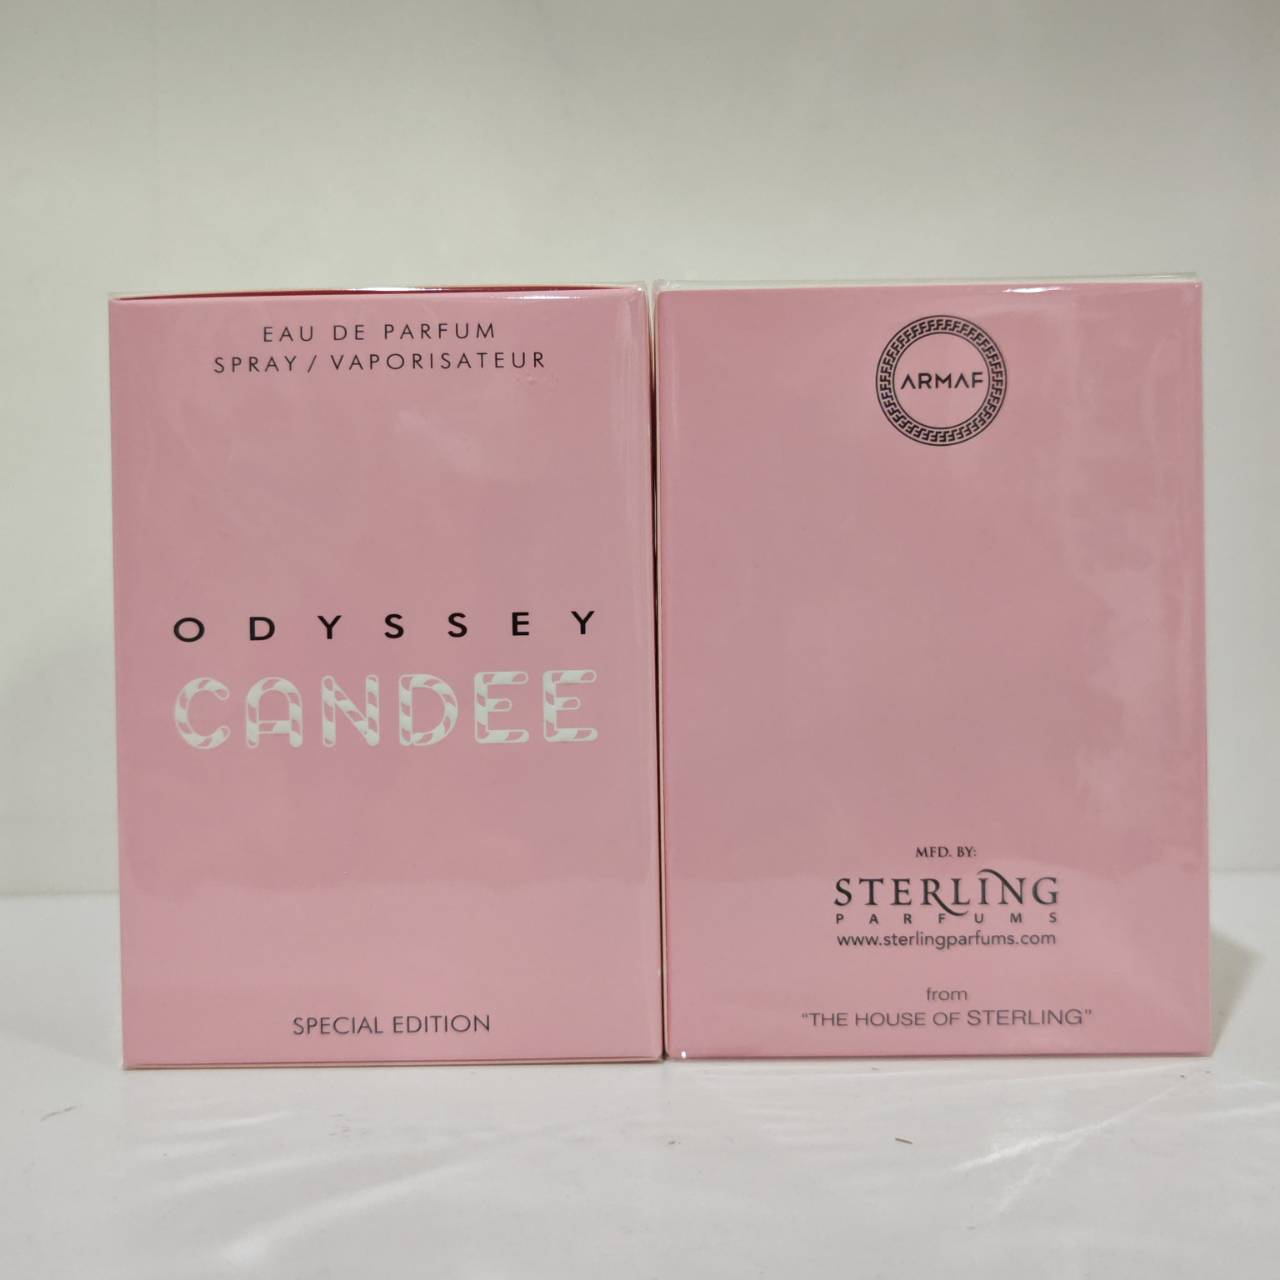 EAU DE PARFUM
SPRAY / VAPORISATEUR
ODYSSEY
CANDEE
SPECIAL EDITION
ARMAF
MFD. BY:
STERLING
PARFUMS
www.sterlingparfums.com
from
"THE HOUSE OF STERLING"